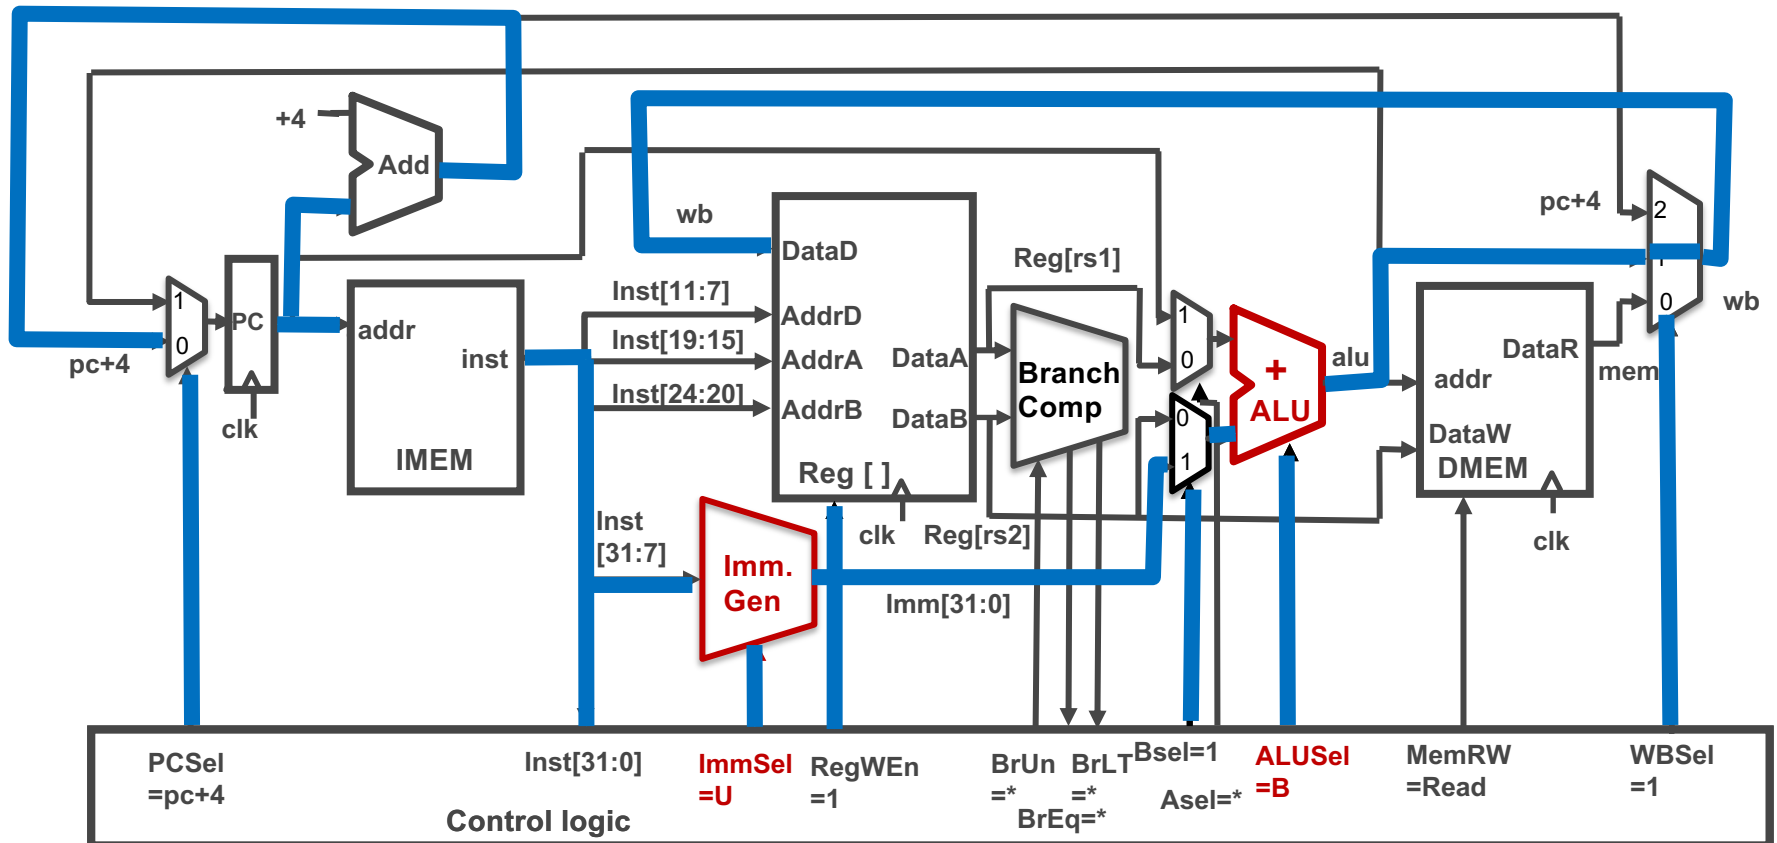 +4
Add
pc+4
2
1
0
wb
1
0
pc+4
PC
clk
addr
inst
IMEM
wb
DataD
Inst[11:7]
AddrD
Inst[19:15]
AddrA
Inst[24:20]
AddrB
DataA
DataB
Reg [ ]
clk
Reg[rs1]
Reg[rs2]
Branch
Comp
1
0
0
1
+
ALU
alu
addr
DataR
mem
DataW
DMEM
clk
Inst
[31:7]
Imm.
Gen
Imm[31:0]
PCSel
=pc+4
Inst[31:0]
ImmSel
=U
RegWEn
=1
BrUn
=*
BrLT
=*
BrEq=*
Bsel=1
Asel=*
ALUSel
=B
MemRW
=Read
WBSel
=1
Control logic